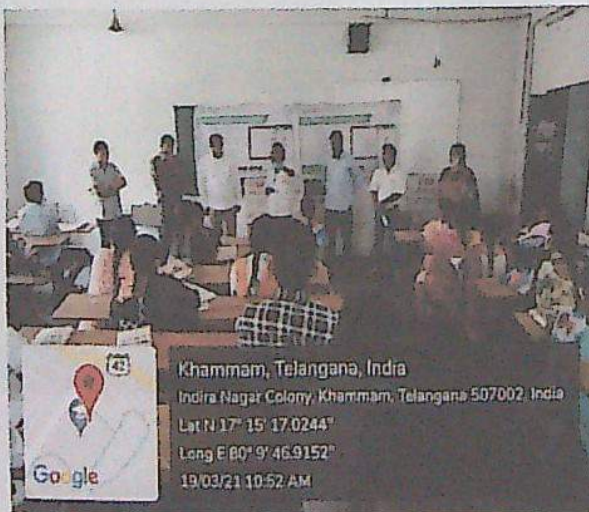 Khammam, Telangana, India
Indira Nagar Colony, Khammam, Telangana 507002, India
Lat N 17° 15' 17.0244"
Long E 80° 9' 46.9152"
19/03/21 10:52 AM
42
Google